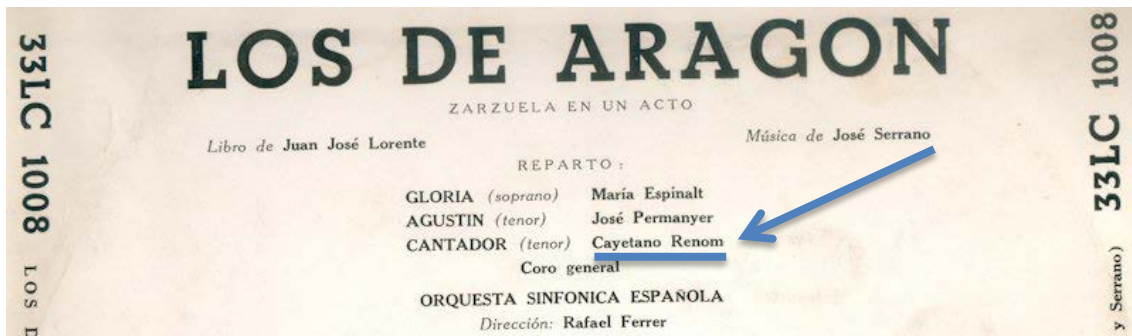 LOS DE ARAGON
ZARZUELA EN UN ACTO
Libro de Juan José Lorente
Música de José Serrano
REPARTO:
GLORIA (soprano) María Espinalt
AGUSTIN (tenor) José Permanyer
CANTADOR (tenor) Cayetano Renom
Coro general
ORQUESTA SINFONICA ESPAÑOLA
Dirección: Rafael Ferrer
33LC 1008 LOS D
33LC 1008
y Serrano)